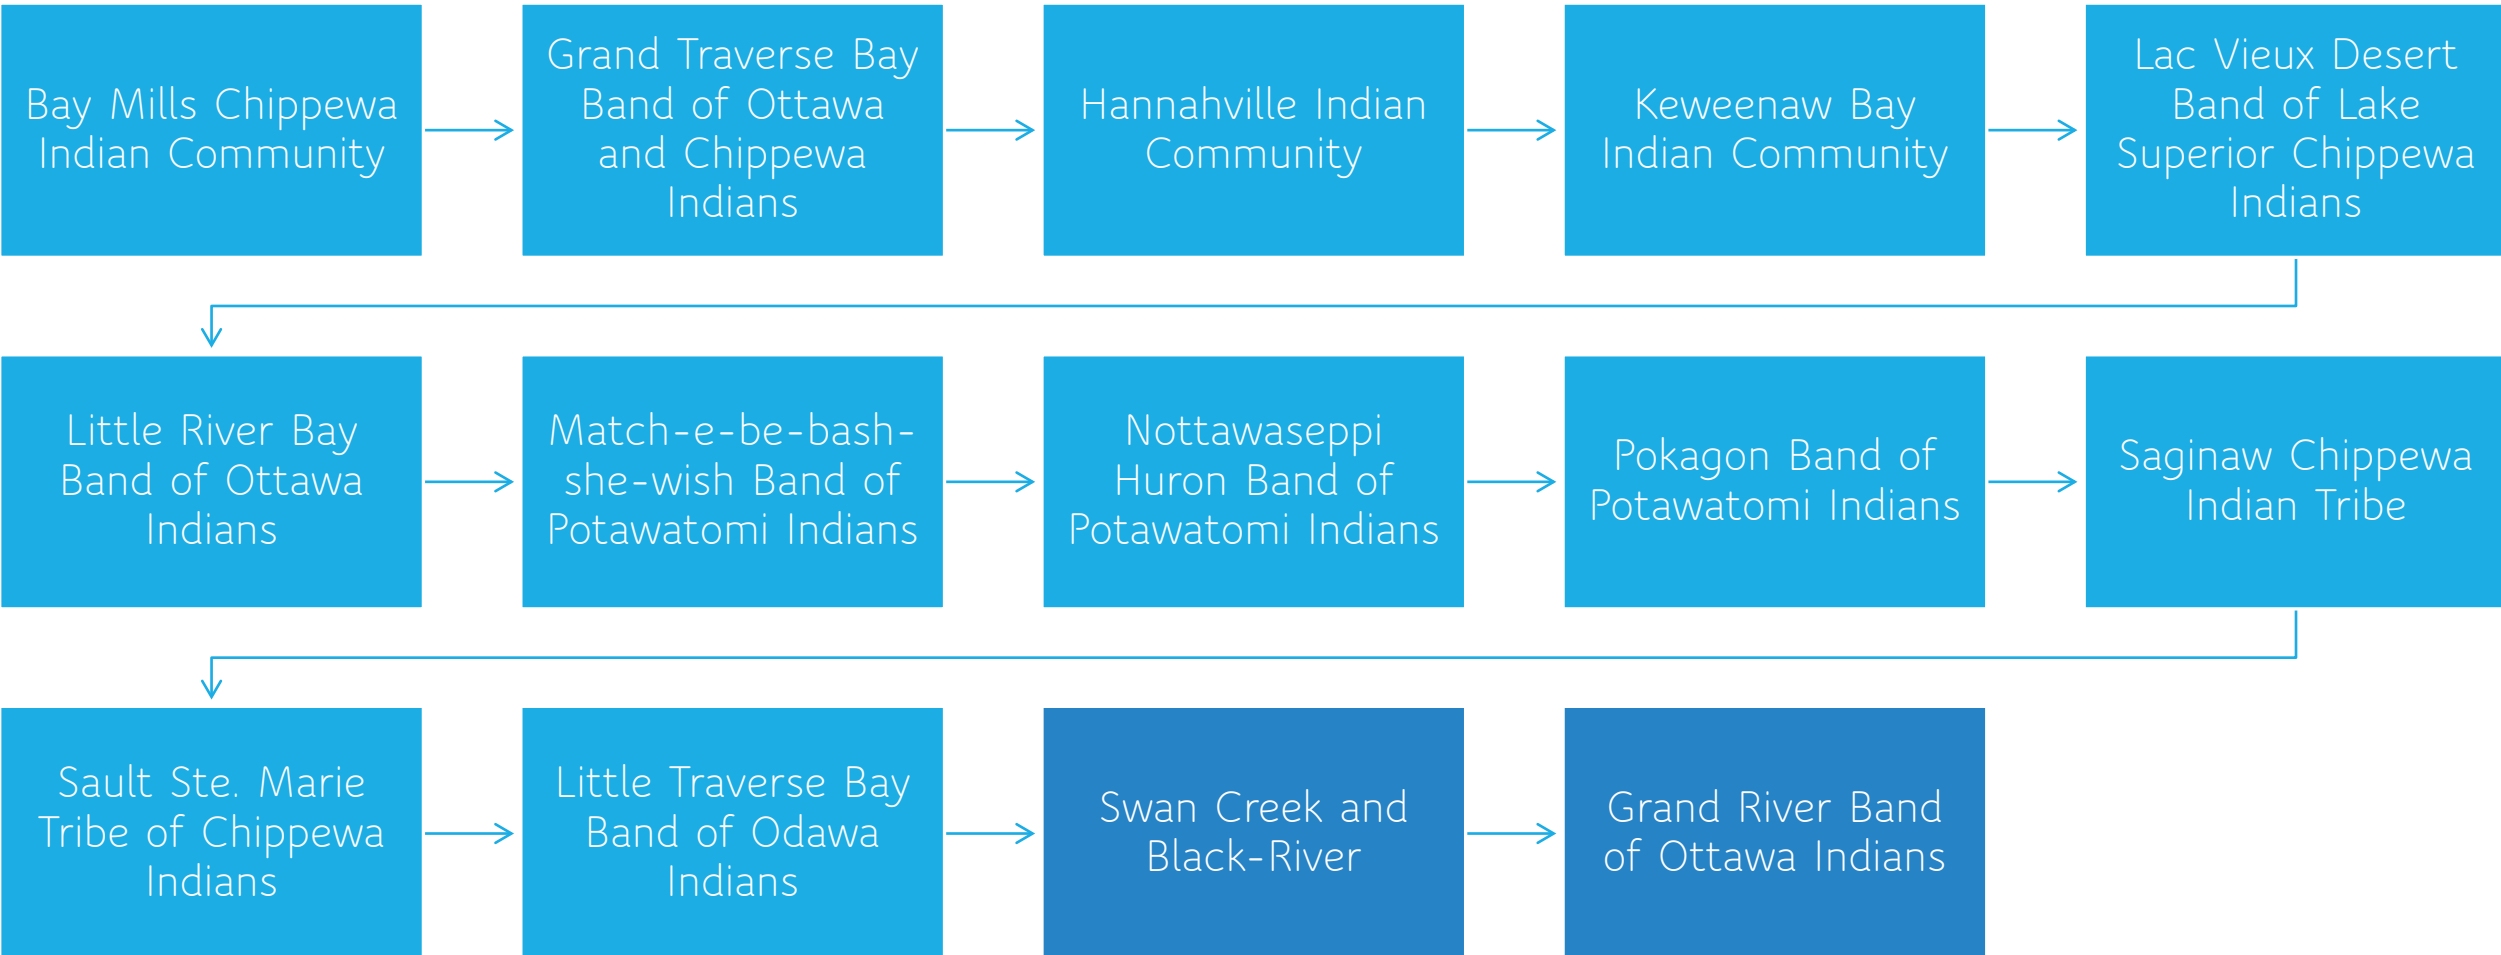 Bay Mills Chippewa
Indian Community
Grand Traverse Bay
Band of Ottawa
and Chippewa
Indians
Hannahville Indian
Community
Keweenaw Bay
Indian Community
Lac Vieux Desert
Band of Lake
Superior Chippewa
Indians
Little River Bay
Band of Ottawa
Indians
Match-e-be-bash-
she-wish Band of
Potawatomi Indians
Nottawaseppi
Huron Band of
Potawatomi Indians
Pokagon Band of
Potawatomi Indians
Saginaw Chippewa
Indian Tribe
Sault Ste. Marie
Tribe of Chippewa
Indians
Little Traverse Bay
Band of Odawa
Indians
Swan Creek and
Black-River
Grand River Band
of Ottawa Indians